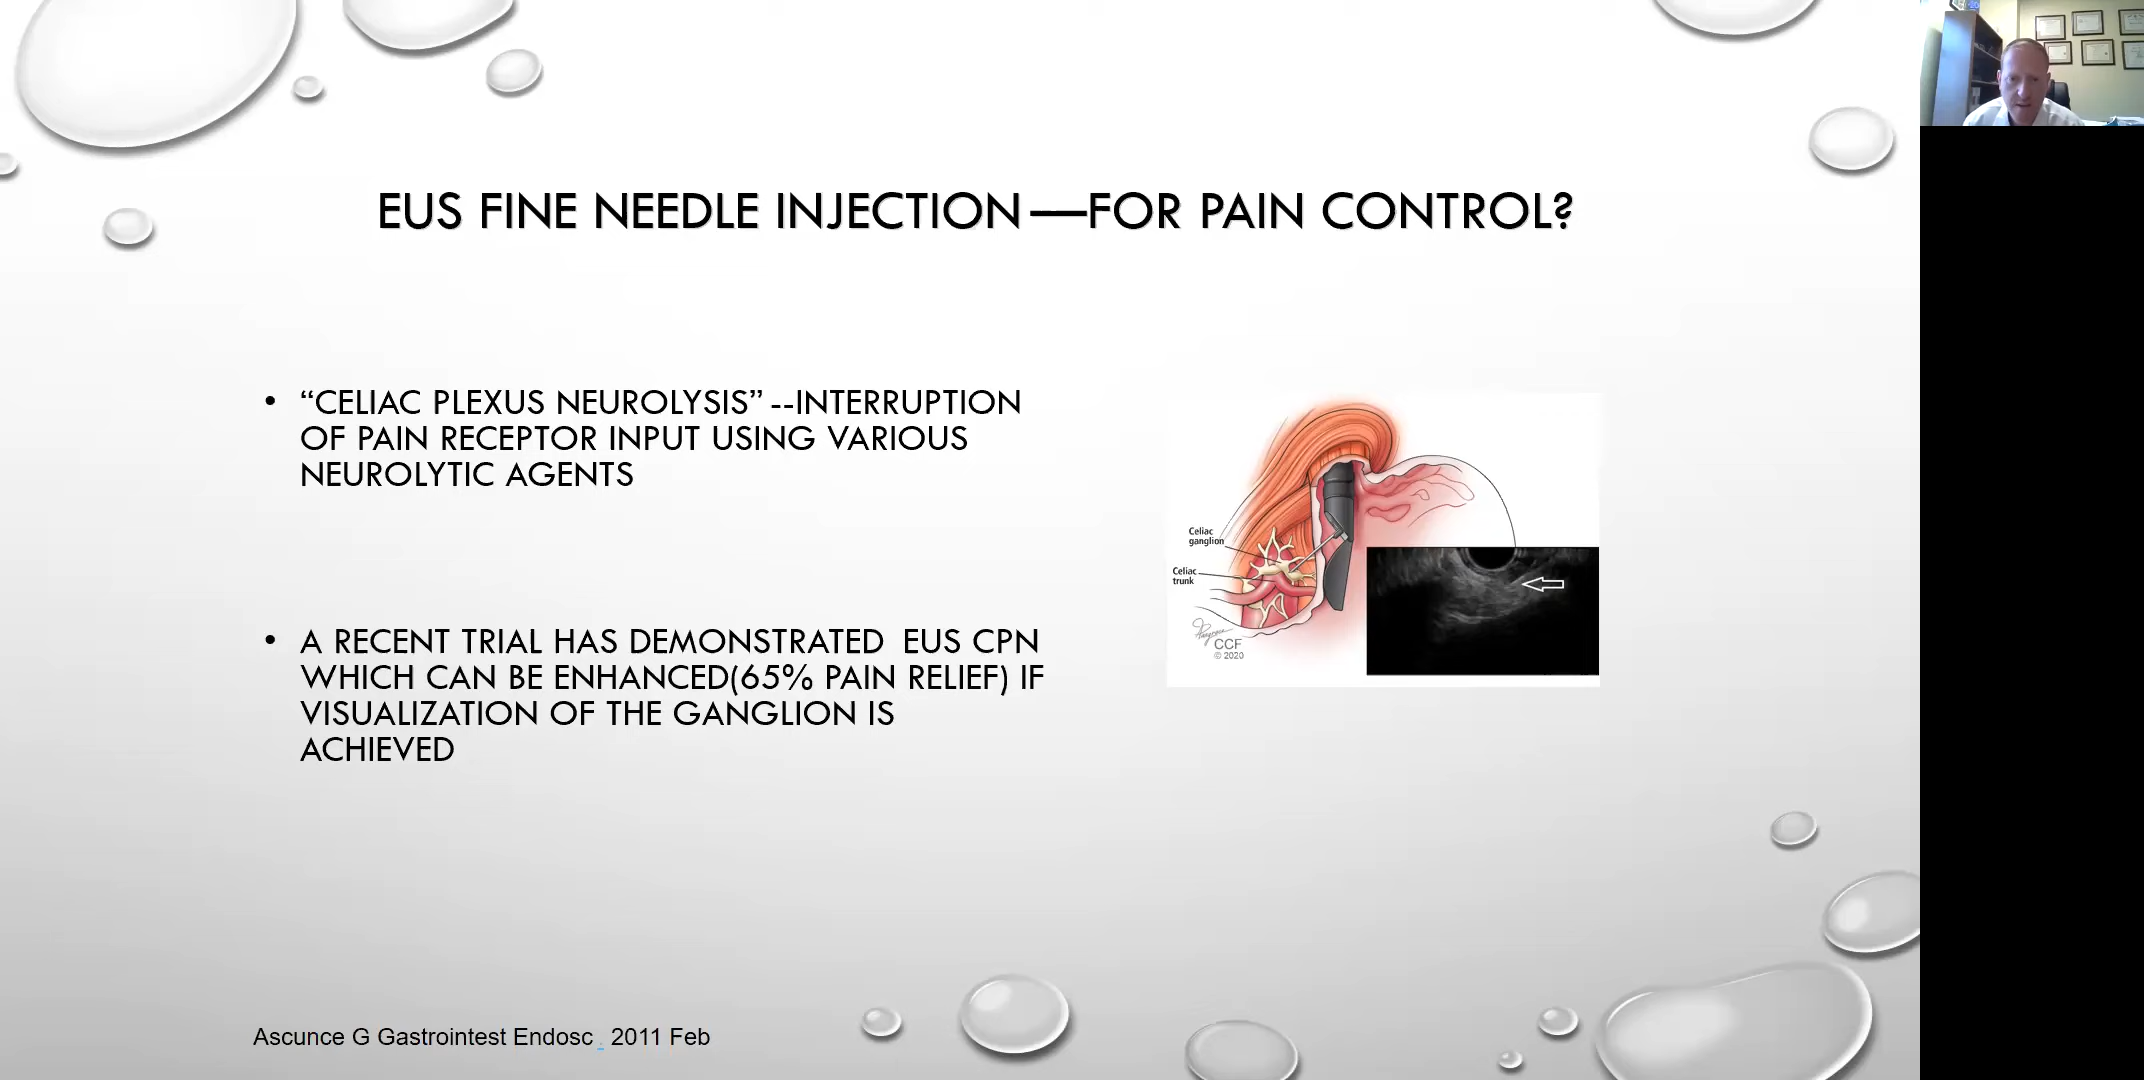 EUS FINE NEEDLE INJECTION—FOR PAIN CONTROL?
• “CELIAC PLEXUS NEUROLYSIS” --INTERRUPTION
OF PAIN RECEPTOR INPUT USING VARIOUS
NEUROLYTIC AGENTS
• A RECENT TRIAL HAS DEMONSTRATED  EUS CPN
WHICH CAN BE ENHANCED(65% PAIN RELIEF) IF
VISUALIZATION OF THE GANGLION IS
ACHIEVED
Celiac
ganglion
Celiac
trunk
CCF
© 2020
Ascunce G Gastrointest Endosc . 2011 Feb